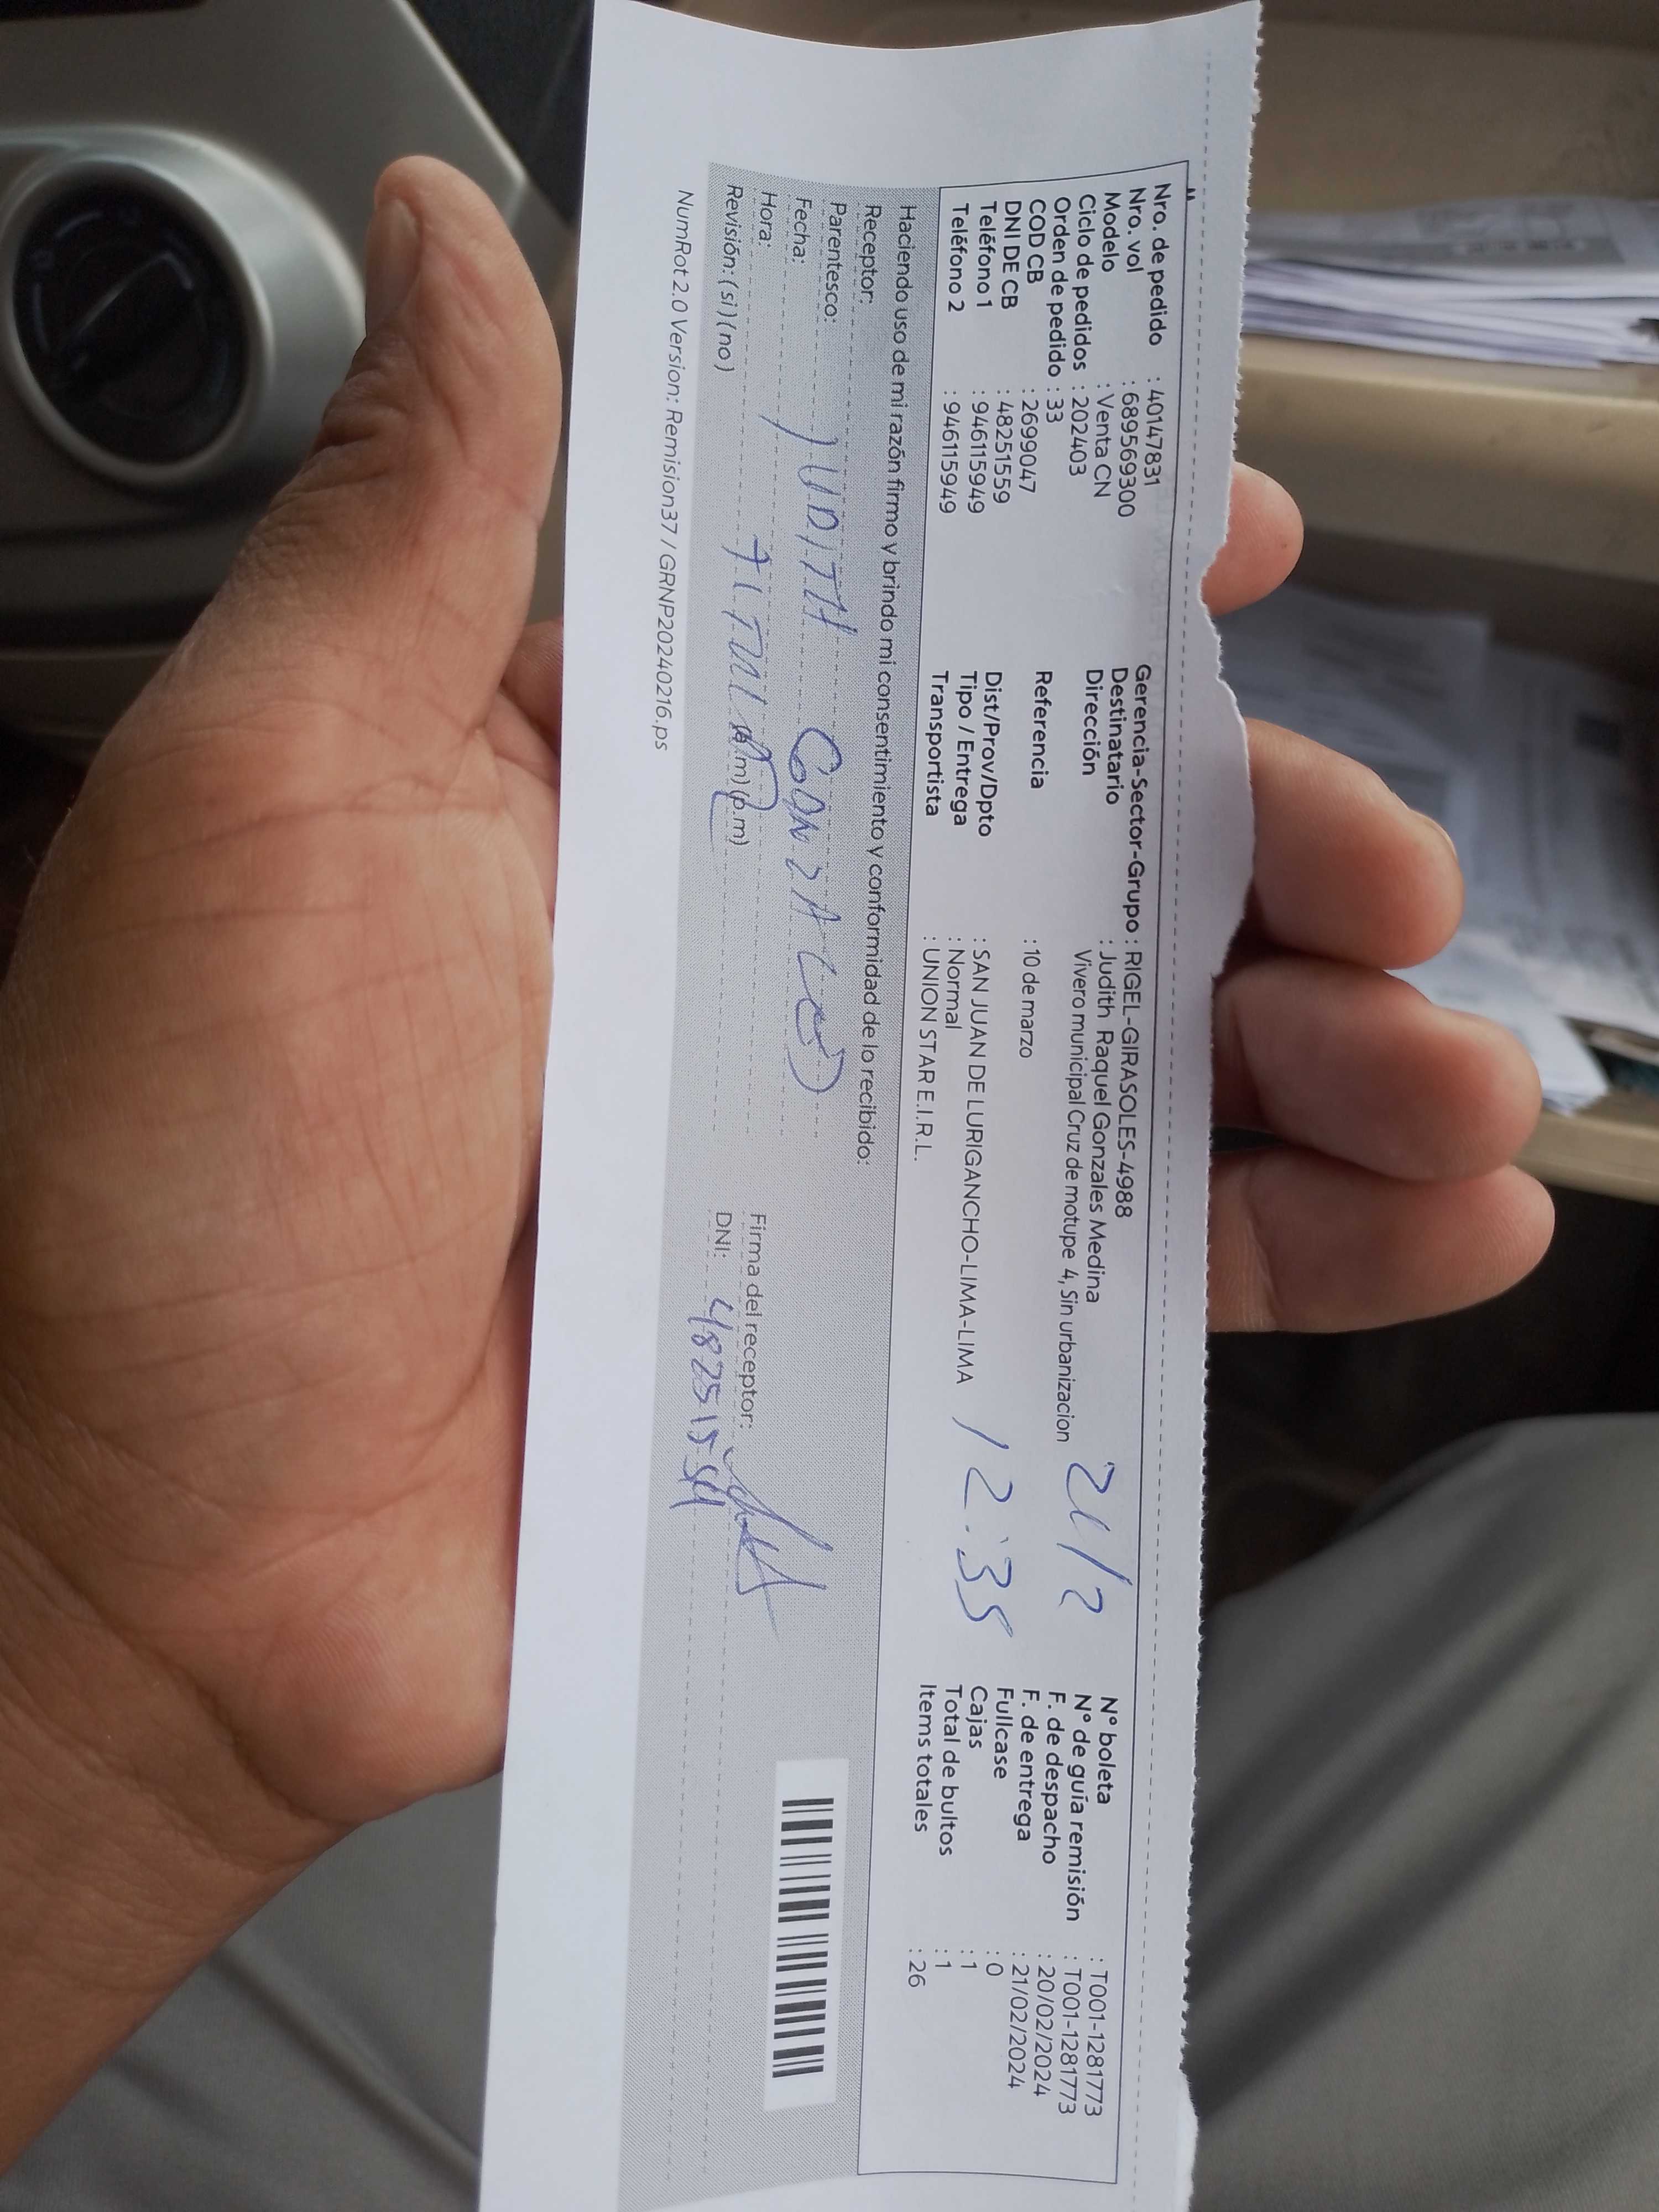 Nro. de pedido : 40147831
Nro. vol : 689569300
Modelo : Venta CN
Ciclo de pedidos : 202403
Orden de pedido : 33
COD CB : 2699047
DNI DE CB : 48251559
Teléfono 1 : 946115949
Teléfono 2 : 946115949
Gerencia-Sector-Grupo : RIGEL-GIRASOLES-4988
Destinatario : Judith Raquel Gonzales Medina
Dirección Vivero municipal Cruz de motupe 4, Sin urbanizacion
Referencia : 10 de marzo
Dist/Prov/Dpto : SAN JUAN DE LURIGANCHO-LIMA-LIMA
Tipo / Entrega : Normal
Transportista : UNION STAR E.I.R.L.
21/2
12:35
N° boleta : T001-1281773
N° de guía remisión : T001-1281773
F. de despacho : 20/02/2024
F. de entrega : 21/02/2024
Fullcase : 0
Cajas : 1
Total de bultos : 1
Items totales : 26
Haciendo uso de mi razón firmo y brindo mi consentimiento y conformidad de lo recibido:
Receptor:
Parentesco: JUDITH GONZALES
Fecha:
Hora: (p.m)
Revisión: (si) (no)
Firma del receptor:
DNI: 48251559
NumRot 2.0 Version: Remision37 / GRNP20240216.ps